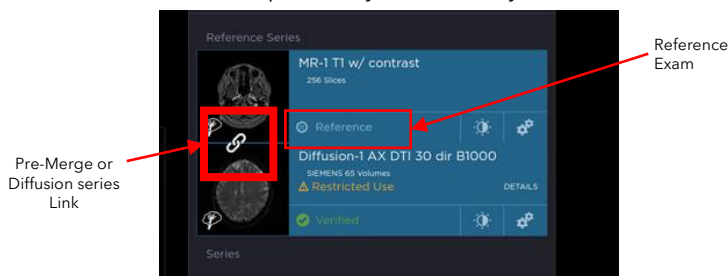 Reference Series
MR-1 T1 w/ contrast
256 Slices
Reference
Reference
Exam
Diffusion-1 AX DTI 30 dir B1000
SIEMENS 65 Volumes
Restricted Use
DETAILS
Verified
Pre-Merge or
Diffusion series
Link
Series